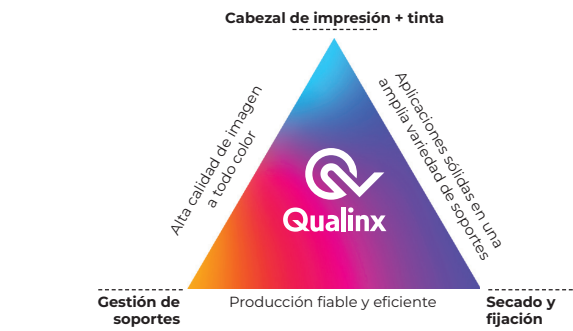 Cabezal de impresión + tinta
Alta calidad de imagen
a todo color
Aplicaciones sólidas en una
amplia variedad de soportes
Qualinx
Gestión de
soportes
Producción fiable y eficiente
Secado y
fijación